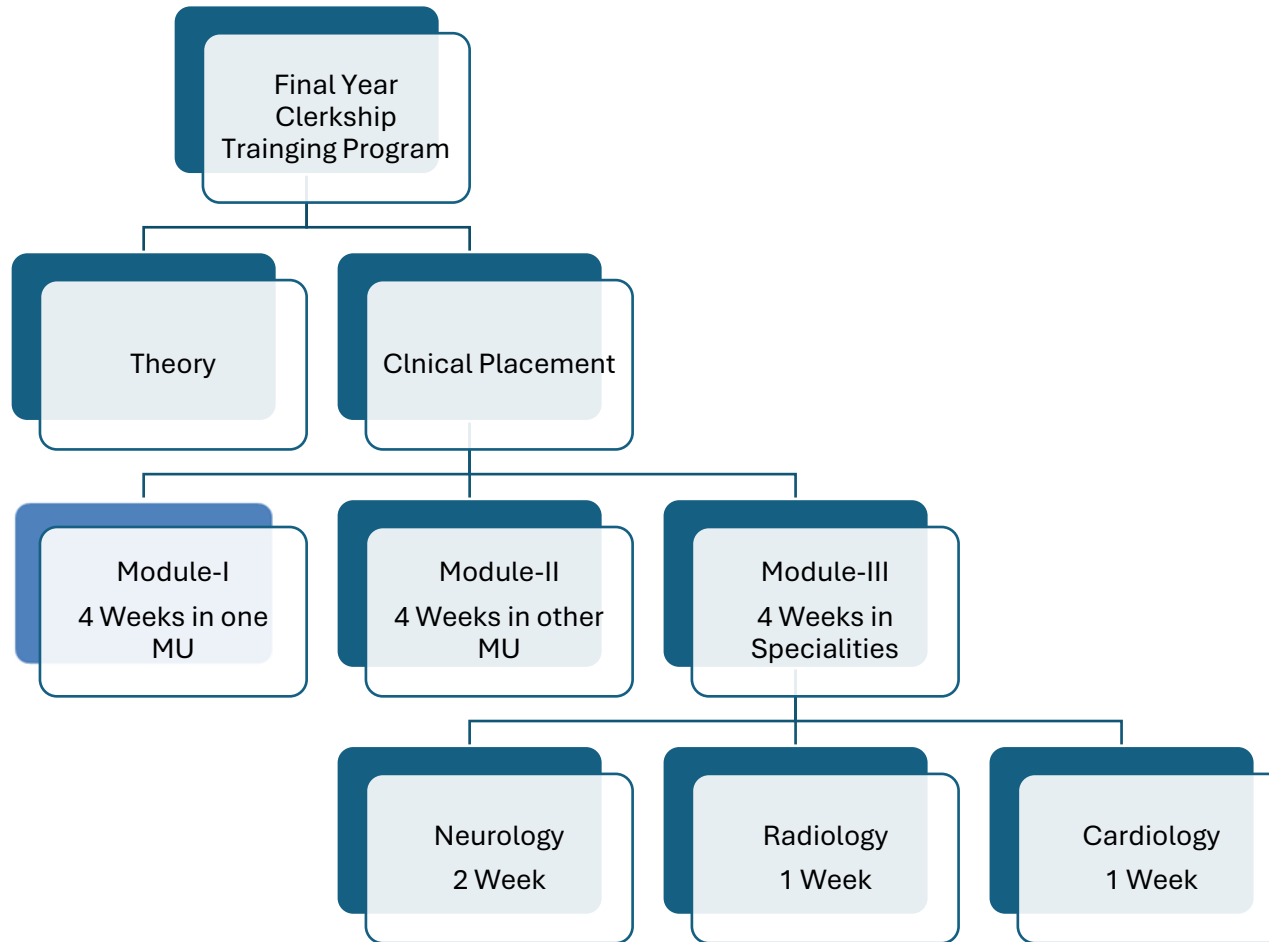 Final Year
Clerkship
Trainging Program
Theory
Clnical Placement
Module-I
4 Weeks in one
MU
Module-II
4 Weeks in other
MU
Module-III
4 Weeks in
Specialities
Neurology
2 Week
Radiology
1 Week
Cardiology
1 Week